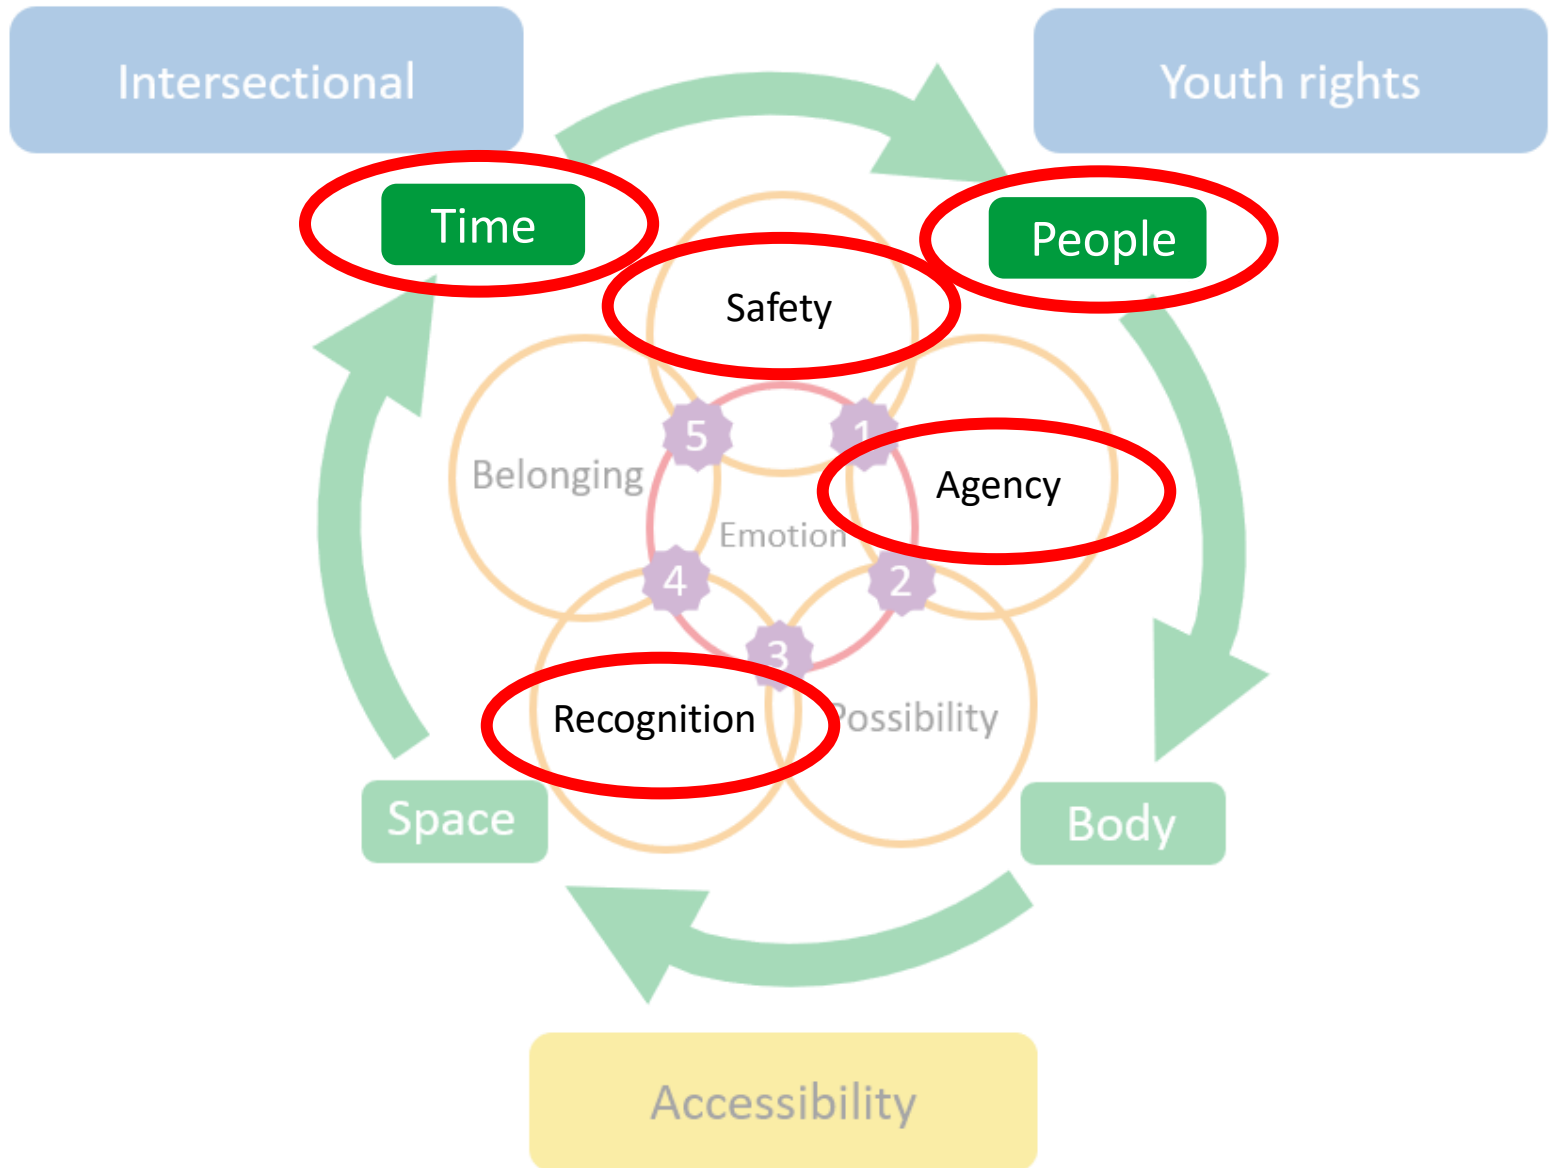 Intersectional
Youth rights
Time
People
Safety
5
1
Belonging
Agency
Emotion
4
2
3
Recognition
Possibility
Space
Body
Accessibility